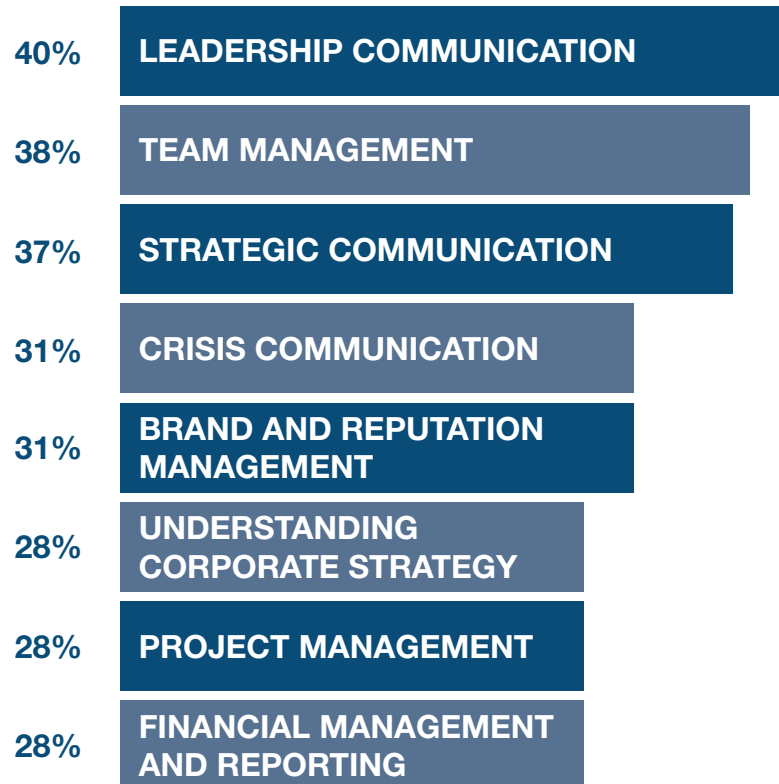 40% LEADERSHIP COMMUNICATION
38% TEAM MANAGEMENT
37% STRATEGIC COMMUNICATION
31% CRISIS COMMUNICATION
31% BRAND AND REPUTATION
MANAGEMENT
28% UNDERSTANDING
CORPORATE STRATEGY
28% PROJECT MANAGEMENT
28% FINANCIAL MANAGEMENT
AND REPORTING